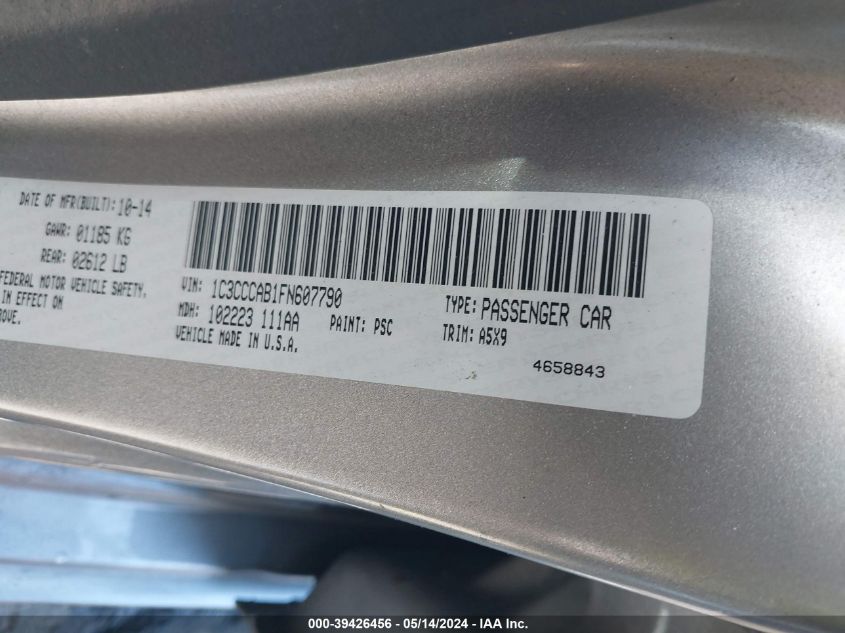 DATE OF MFR(BUILT): 10-14
GAWR: 01185 KG
REAR: 02612 LB
FEDERAL MOTOR VEHICLE SAFETY,
IN EFFECT ON
VIN: 1C3CCCAB1FN607790
MDH: 102223 111AA
PAINT: PSC
VEHICLE MADE IN U.S.A.
TYPE: PASSENGER CAR
TRIM: A5X9
4658843
000-39426456 - 05/14/2024 - IAA Inc.